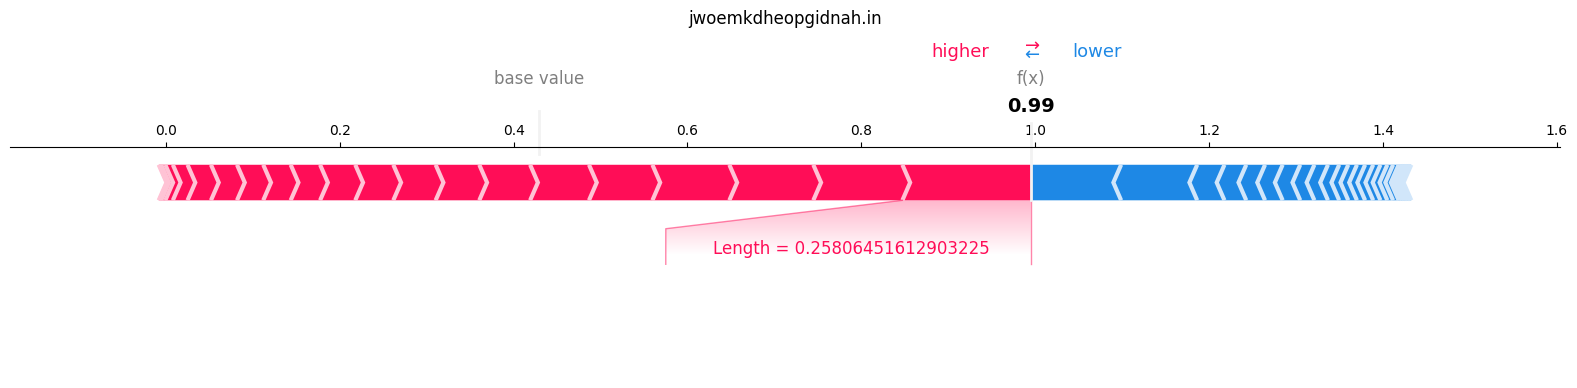 jwoemkdheopgidnah.in
higher ⇄ lower
base value f(x)
0.99
0.0 0.2 0.4 0.6 0.8 1.0 1.2 1.4 1.6
Length = 0.25806451612903225